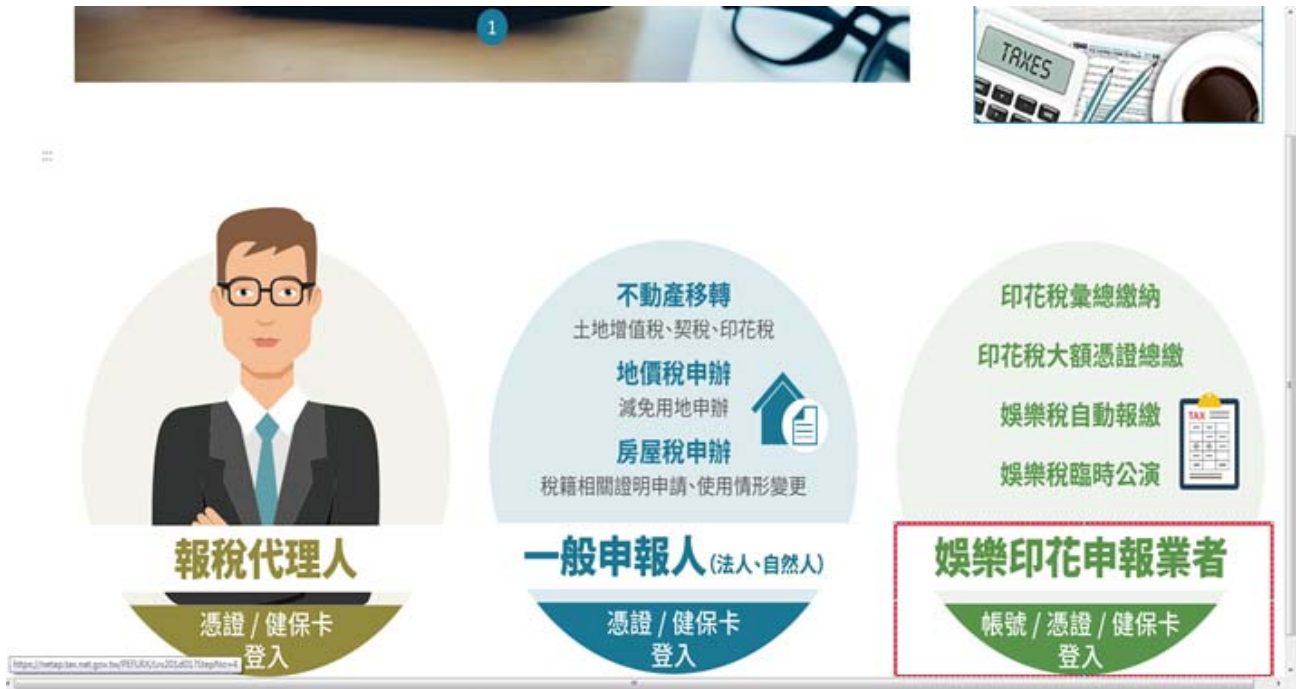 1
TAXES
不動產移轉
土地增值稅、契稅、印花稅
地價稅申辦
減免用地申辦
房屋稅申辦
稅籍相關證明申請、使用情形變更
印花稅彙總繳納
印花稅大額憑證總繳
娛樂稅自動報繳
娛樂稅臨時公演
TAX
報稅代理人
憑證 / 健保卡
登入
一般申報人(法人、自然人)
憑證 / 健保卡
登入
娛樂印花申報業者
帳號 / 憑證 / 健保卡
登入